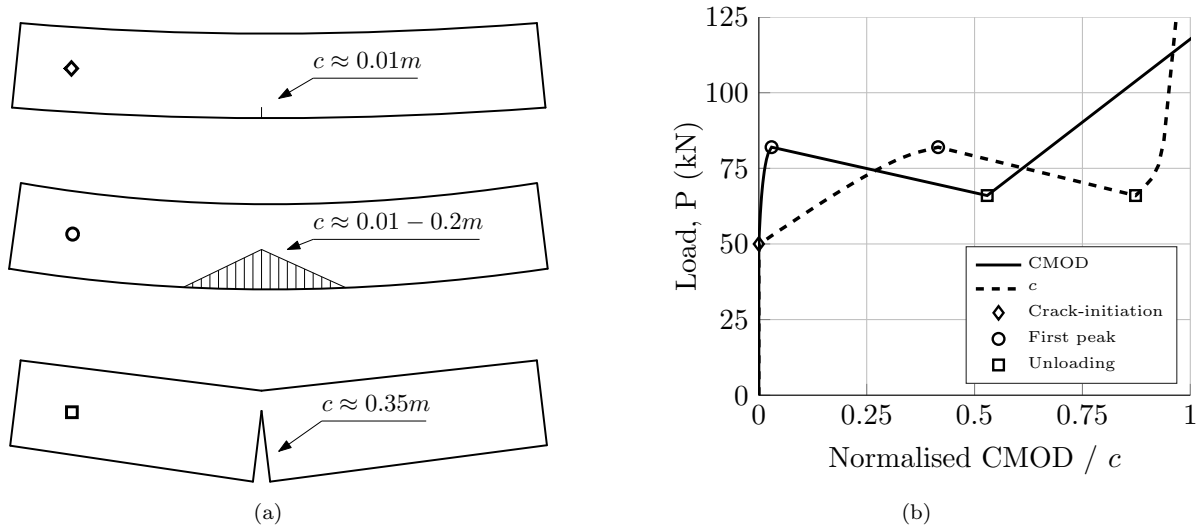 c ≈ 0.01m
c ≈ 0.01 − 0.2m
c ≈ 0.35m
(a)
125
100
75
50
25
0
Load, P (kN)
0
0.25
0.5
0.75
1
Normalised CMOD / c
CMOD
c
Crack-initiation
First peak
Unloading
(b)